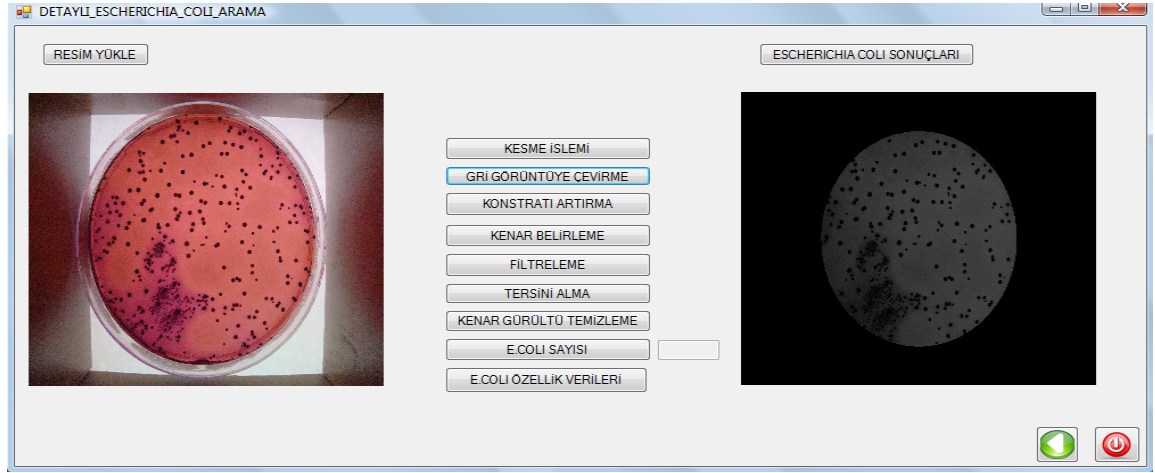 DETAYLI_ESCHERICHIA_COLI_ARAMA
RESİM YÜKLE
ESCHERICHIA COLI SONUÇLARI
KESME İSLEMİ
GRİ GÖRÜNTÜYE ÇEVİRME
KONSTRATI ARTIRMA
KENAR BELİRLEME
FİLTRELEME
TERSİNİ ALMA
KENAR GÜRÜLTÜ TEMİZLEME
E.COLI SAYISI
E.COLI ÖZELLİK VERİLERİ